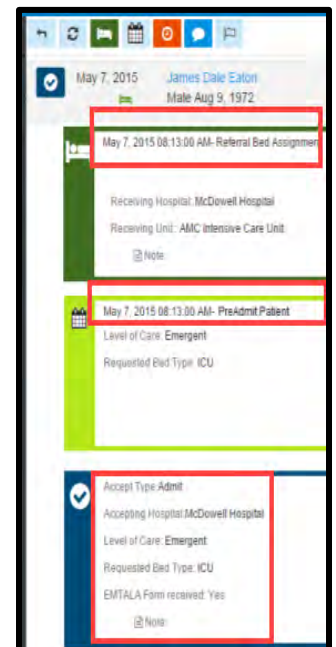 May 7, 2015 James Dale Eaton
Male Aug 9, 1972
May 7, 2015 08:13:00 AM- Referral Bed Assignmen
Receiving Hospital: McDowell Hospital
Receiving Unit: AMC Intensive Care Unit
Note
May 7, 2015 08:13:00 AM- PreAdmit Patient
Level of Care: Emergent
Requested Bed Type: ICU
Accept Type: Admit
Accepting Hospital: McDowell Hospital
Level of Care: Emergent
Requested Bed Type: ICU
EMTALA Form received: Yes
Note